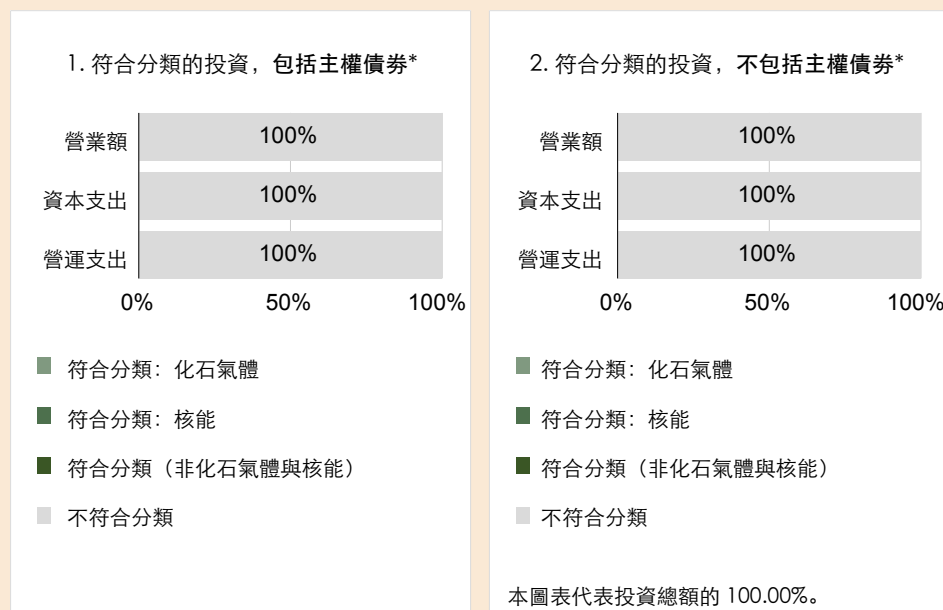 1. 符合分類的投資，包括主權債券*
營業額 100%
資本支出 100%
營運支出 100%
0% 50% 100%
符合分類：化石氣體
符合分類：核能
符合分類（非化石氣體與核能）
不符合分類
2. 符合分類的投資，不包括主權債券*
營業額 100%
資本支出 100%
營運支出 100%
0% 50% 100%
符合分類：化石氣體
符合分類：核能
符合分類（非化石氣體與核能）
不符合分類
本圖表代表投資總額的 100.00%。